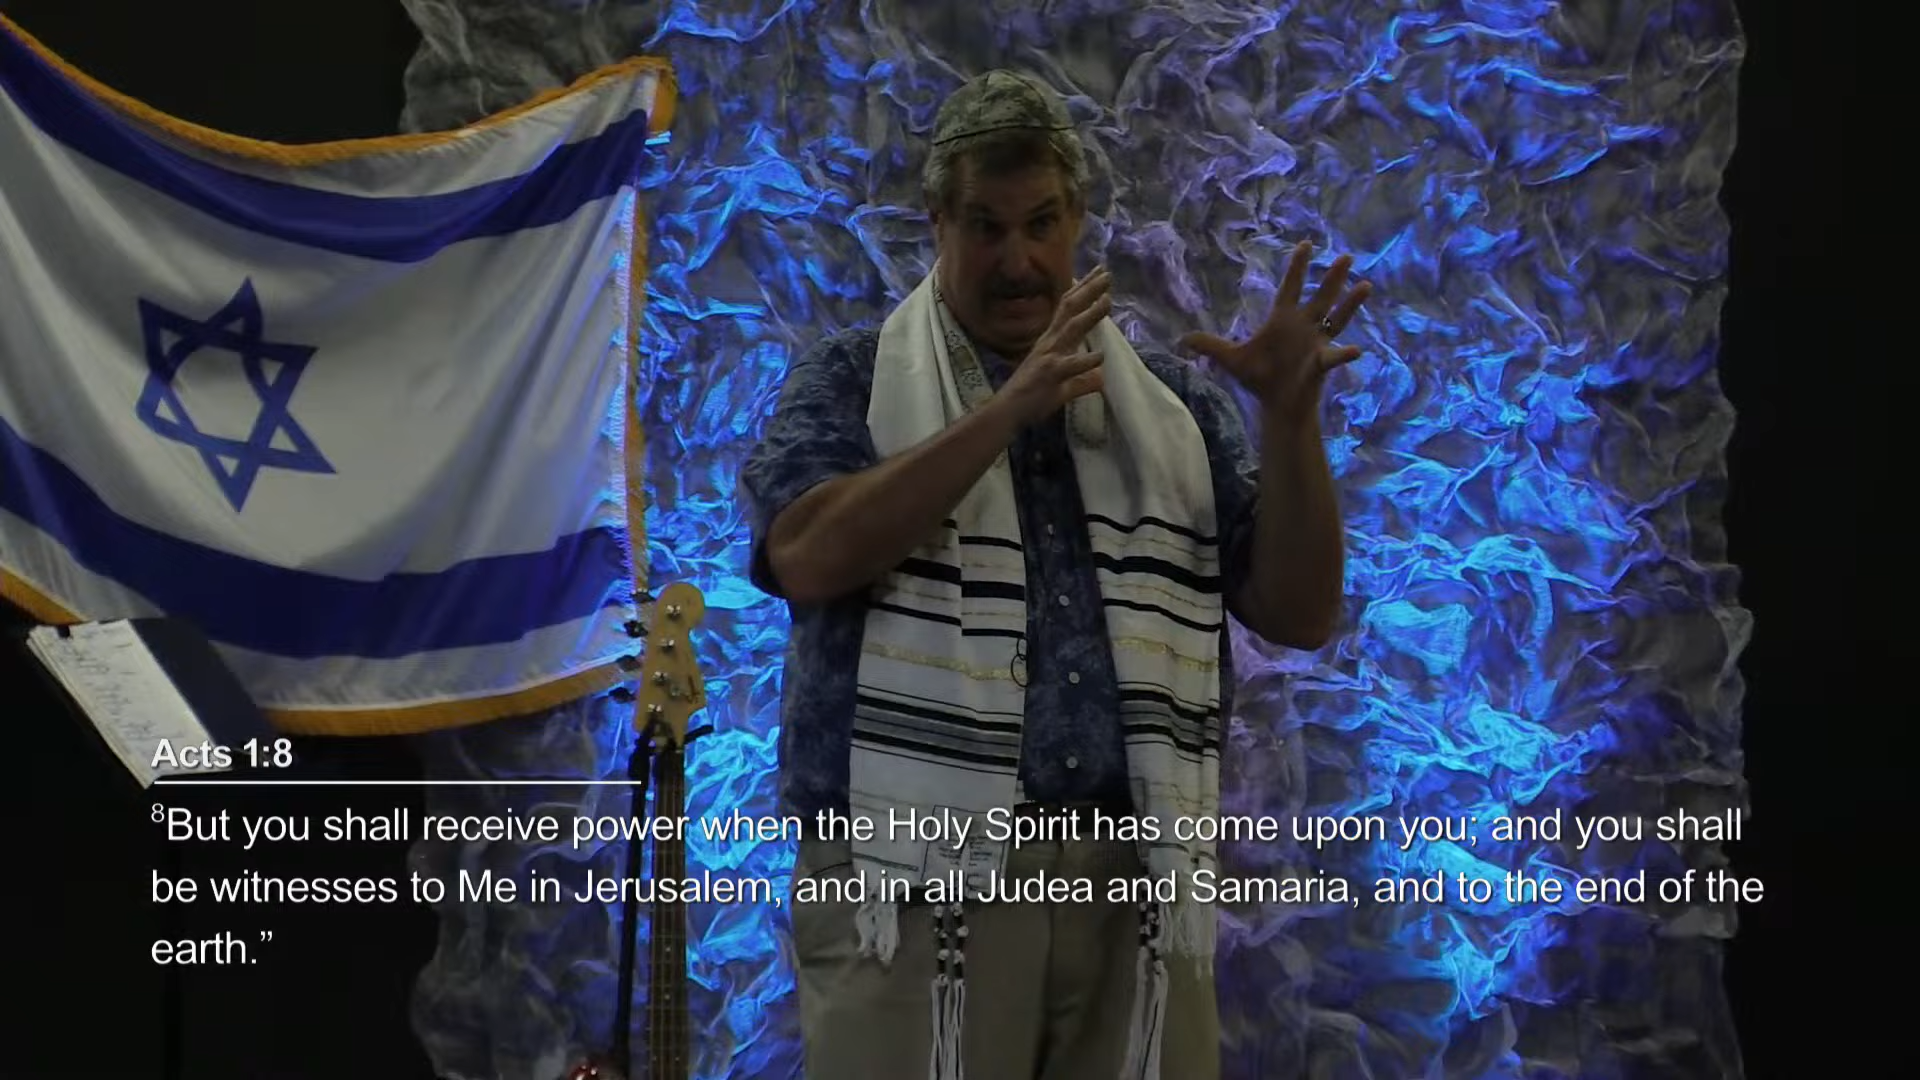 Acts 1:8
⁸But you shall receive power when the Holy Spirit has come upon you; and you shall
be witnesses to Me in Jerusalem, and in all Judea and Samaria, and to the end of the
earth.”